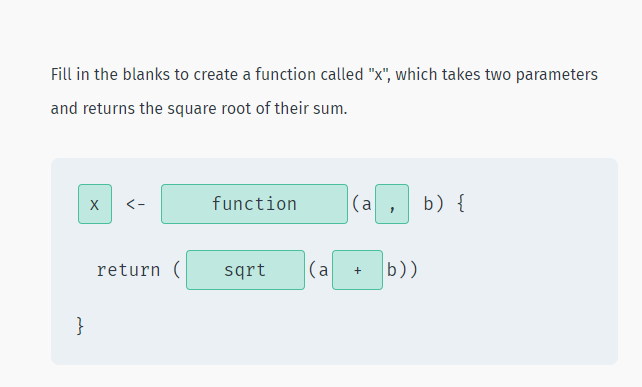 Fill in the blanks to create a function called "x", which takes two parameters
and returns the square root of their sum.
x <- function (a , b) {
return ( sqrt (a + b))
}